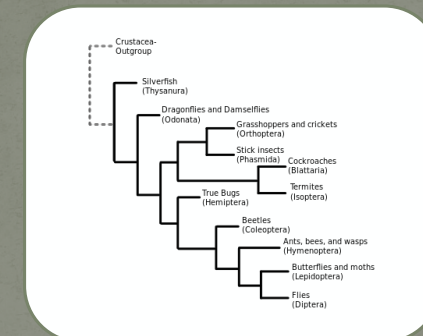 Crustacea-
Outgroup
Silverfish
(Thysanura)
Dragonflies and Damselflies
(Odonata)
Grasshoppers and crickets
(Orthoptera)
Stick insects
(Phasmida)
Cockroaches
(Blattaria)
Termites
(Isoptera)
True Bugs
(Hemiptera)
Beetles
(Coleoptera)
Ants, bees, and wasps
(Hymenoptera)
Butterflies and moths
(Lepidoptera)
Flies
(Diptera)